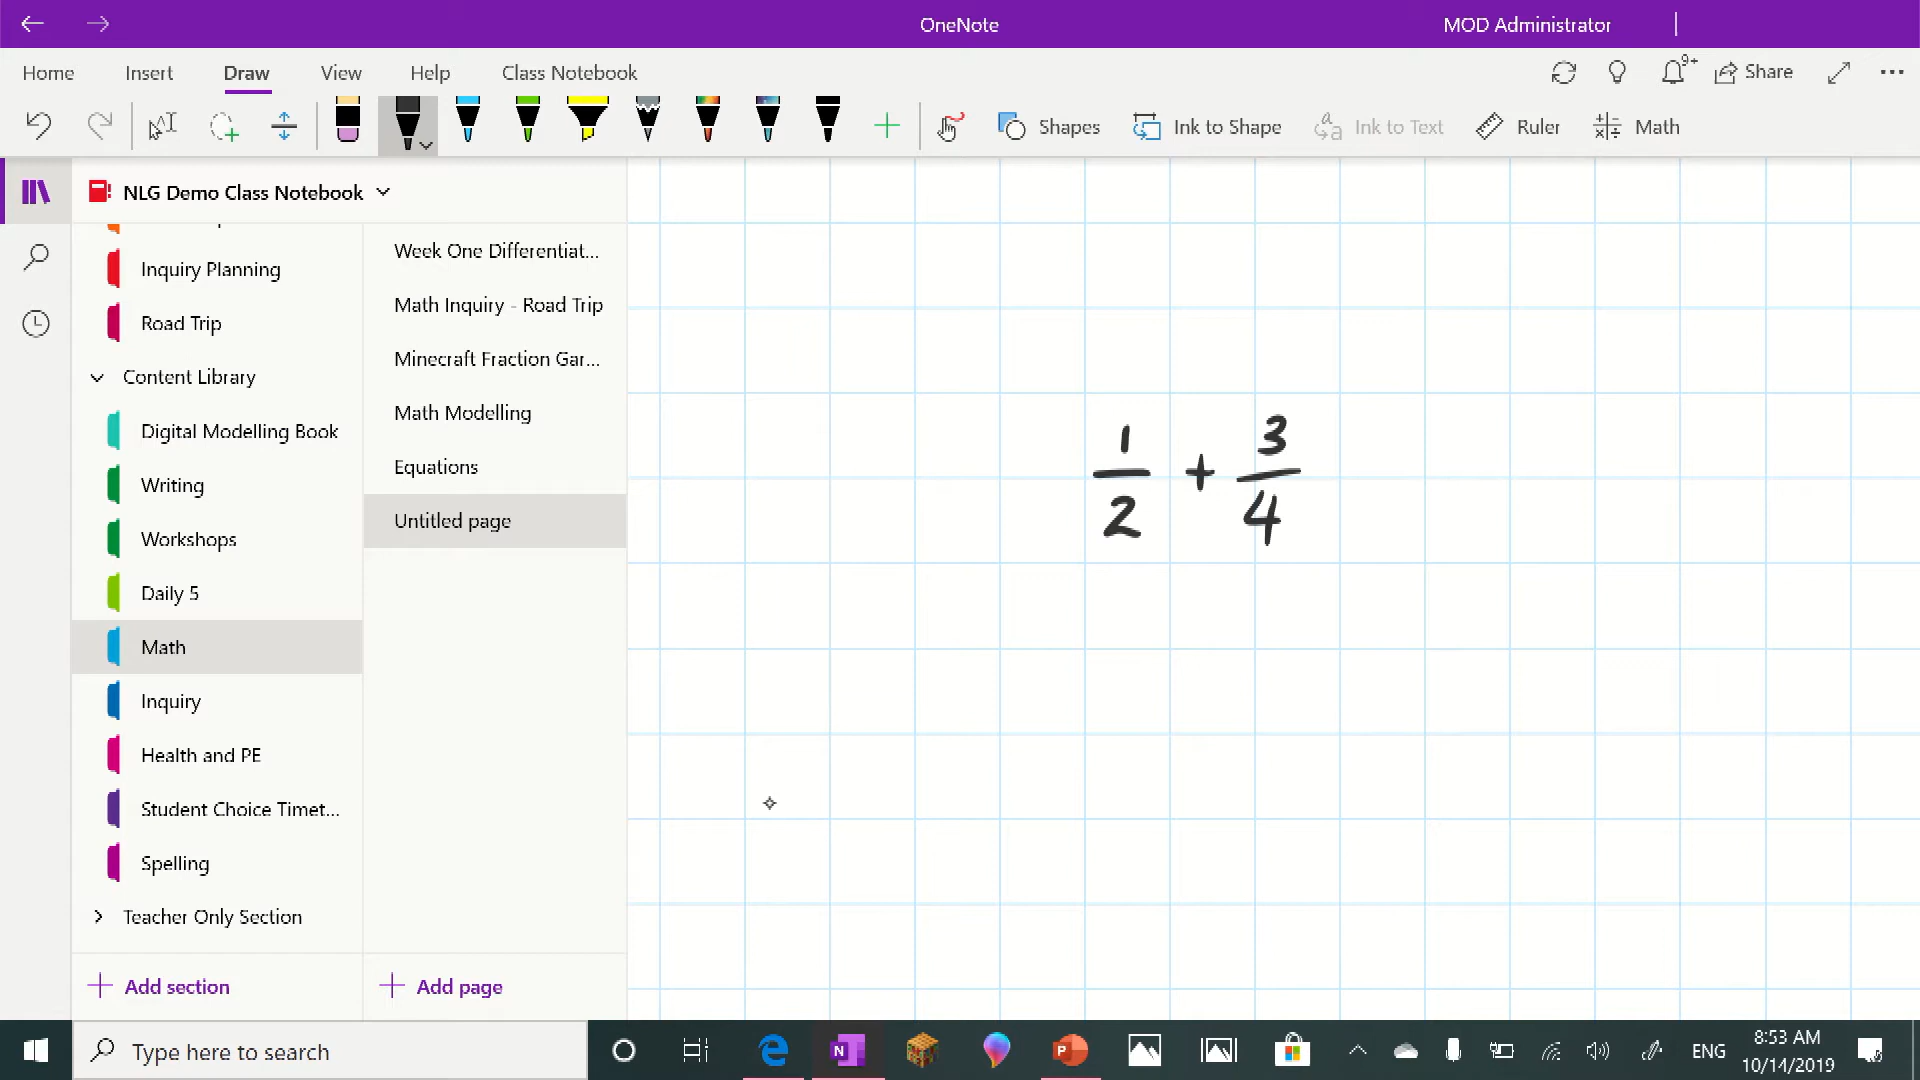 OneNote
MOD Administrator
Home Insert Draw View Help Class Notebook
9+ Share
Shapes Ink to Shape Ink to Text Ruler Math
NLG Demo Class Notebook
Inquiry Planning
Road Trip
Content Library
Digital Modelling Book
Writing
Workshops
Daily 5
Math
Inquiry
Health and PE
Student Choice Timet...
Spelling
Teacher Only Section
Add section
Week One Differentiat...
Math Inquiry - Road Trip
Minecraft Fraction Gar...
Math Modelling
Equations
Untitled page
Add page
1/2 + 3/4
Type here to search
ENG
8:53 AM
10/14/2019